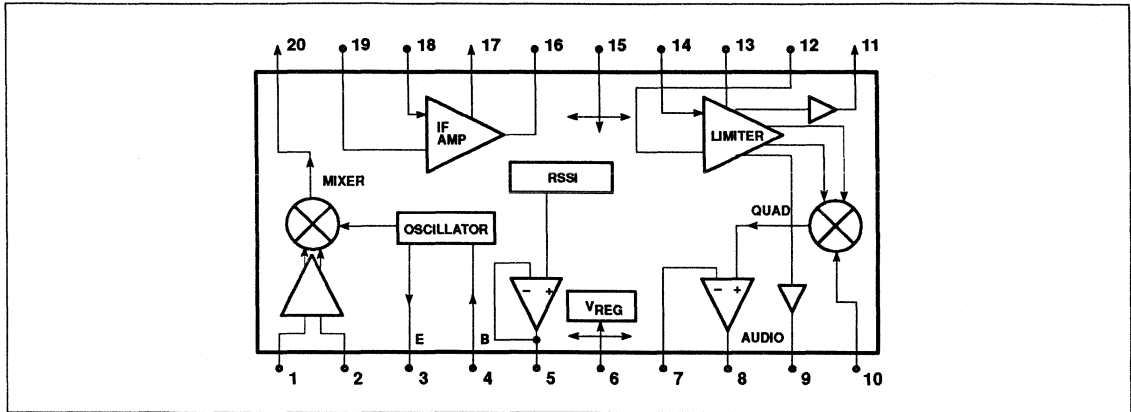 20 19 18 17 16 15 14 13 12 11
IF
AMP
LIMITER
RSSI
MIXER
QUAD
OSCILLATOR
− +
− +
VREG
E B
AUDIO
1 2 3 4 5 6 7 8 9 10